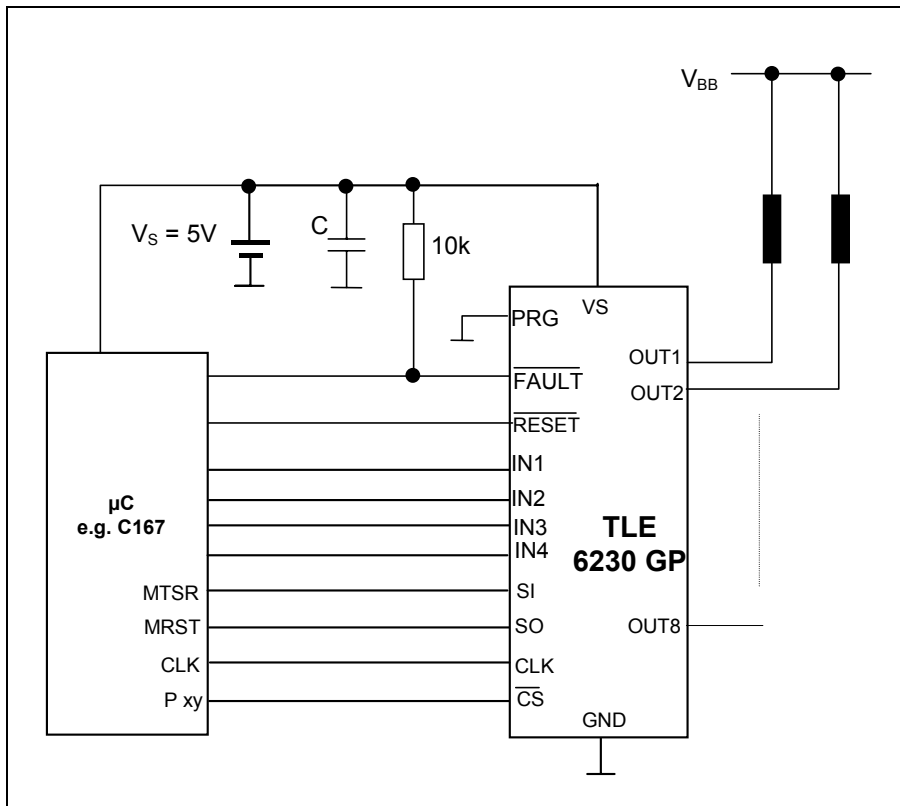 V_BB
V_S = 5V
C
10k
VS
PRG
OUT1
FAULT
OUT2
RESET
IN1
µC
e.g. C167
IN2
IN3
TLE
6230 GP
IN4
MTSR
SI
MRST
SO
OUT8
CLK
CLK
P xy
CS
GND